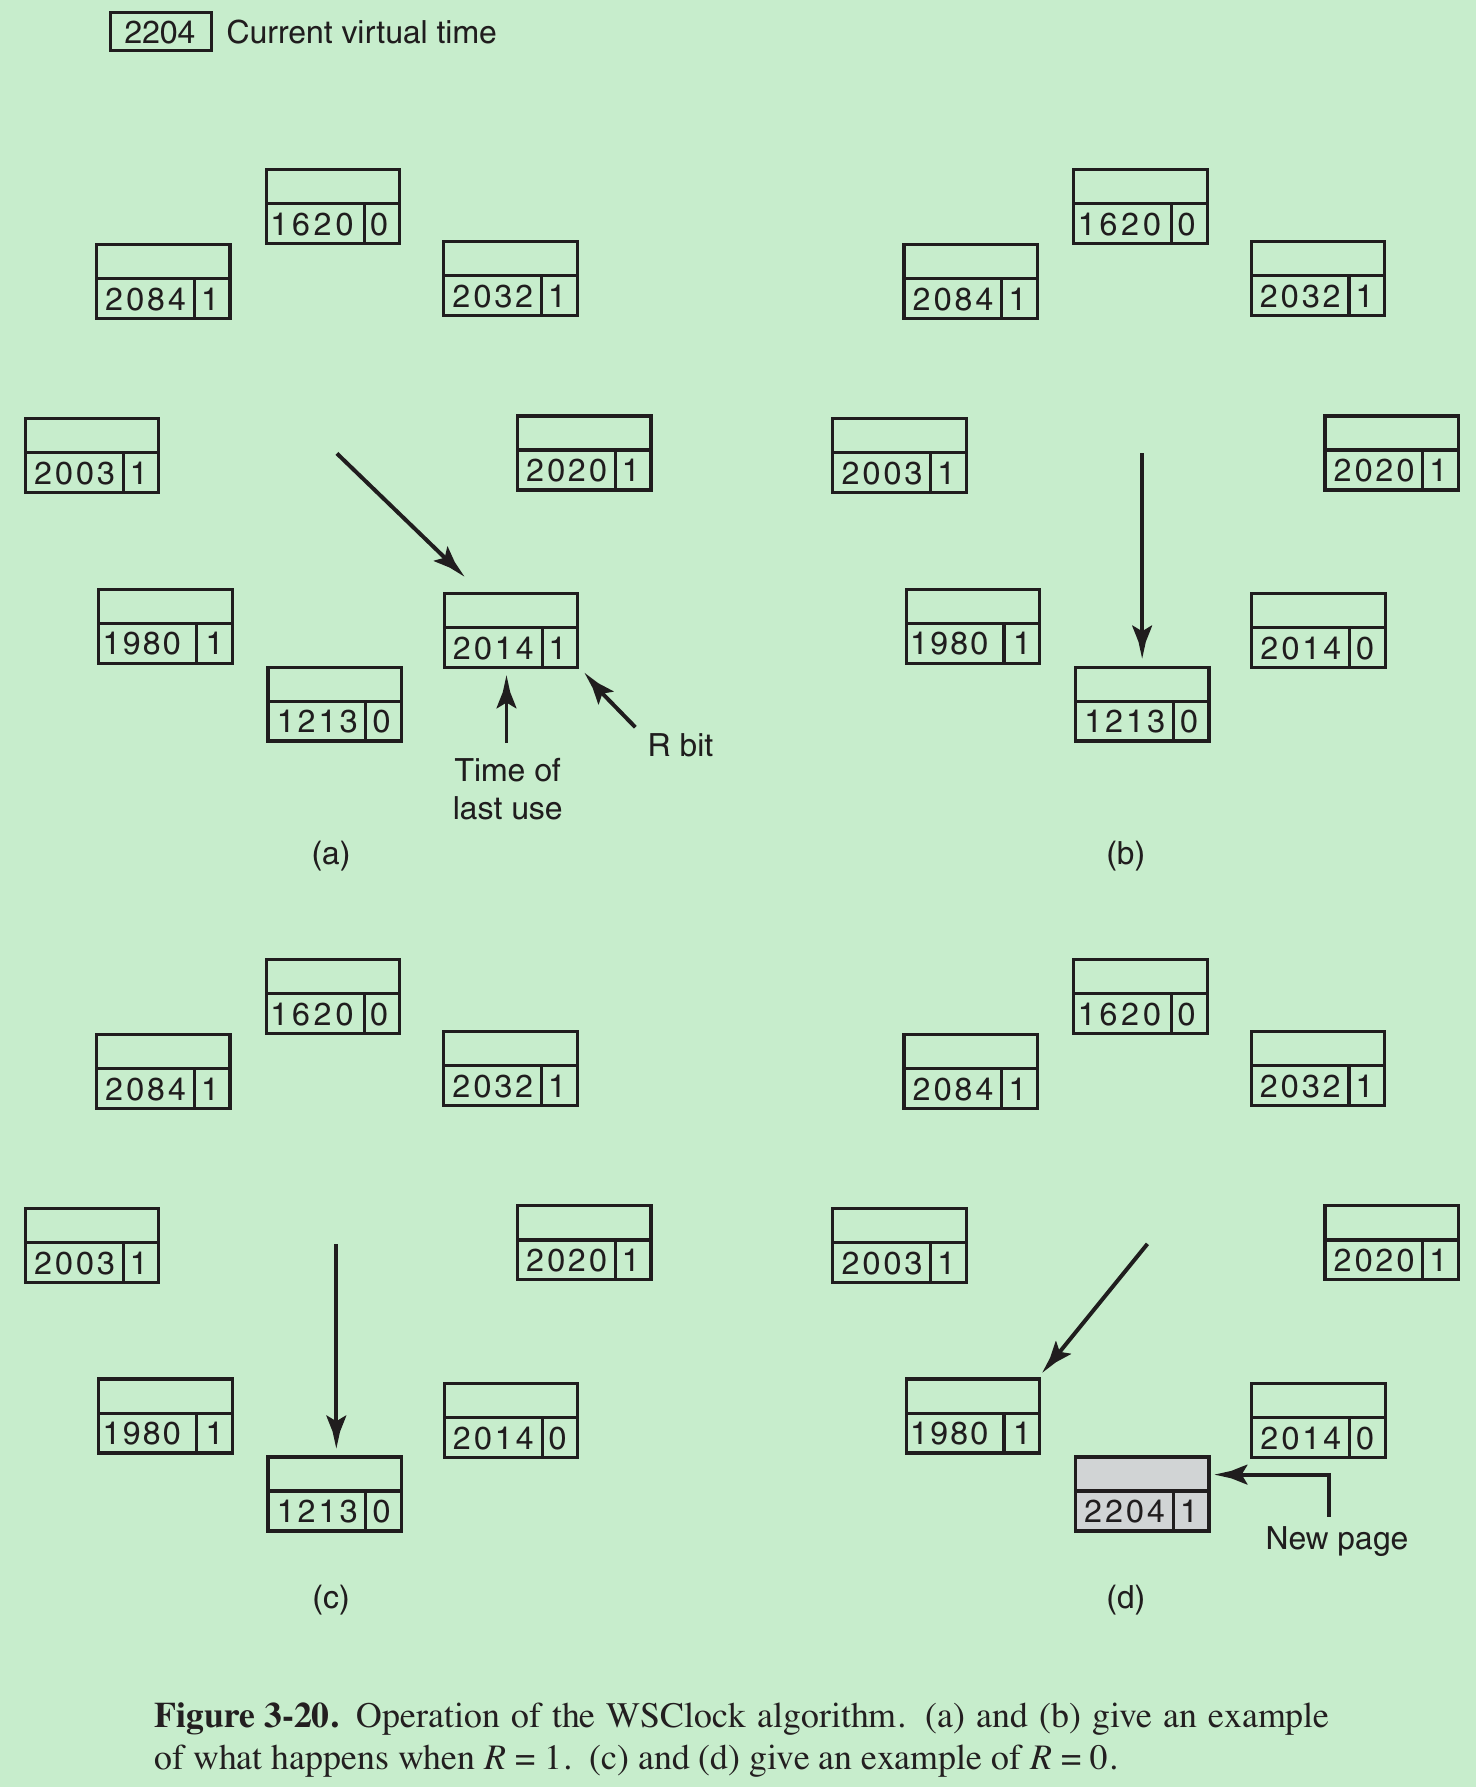 2204 Current virtual time
1620 0
1620 0
2084 1
2032 1
2084 1
2032 1
2003 1
2020 1
2003 1
2020 1
1980 1
2014 1
1980 1
2014 0
1213 0
1213 0
R bit
Time of
last use
(a)
(b)
1620 0
1620 0
2084 1
2032 1
2084 1
2032 1
2003 1
2020 1
2003 1
2020 1
1980 1
2014 0
1980 1
2014 0
1213 0
2204 1
New page
(c)
(d)
Figure 3-20. Operation of the WSClock algorithm. (a) and (b) give an example
of what happens when R = 1. (c) and (d) give an example of R = 0.